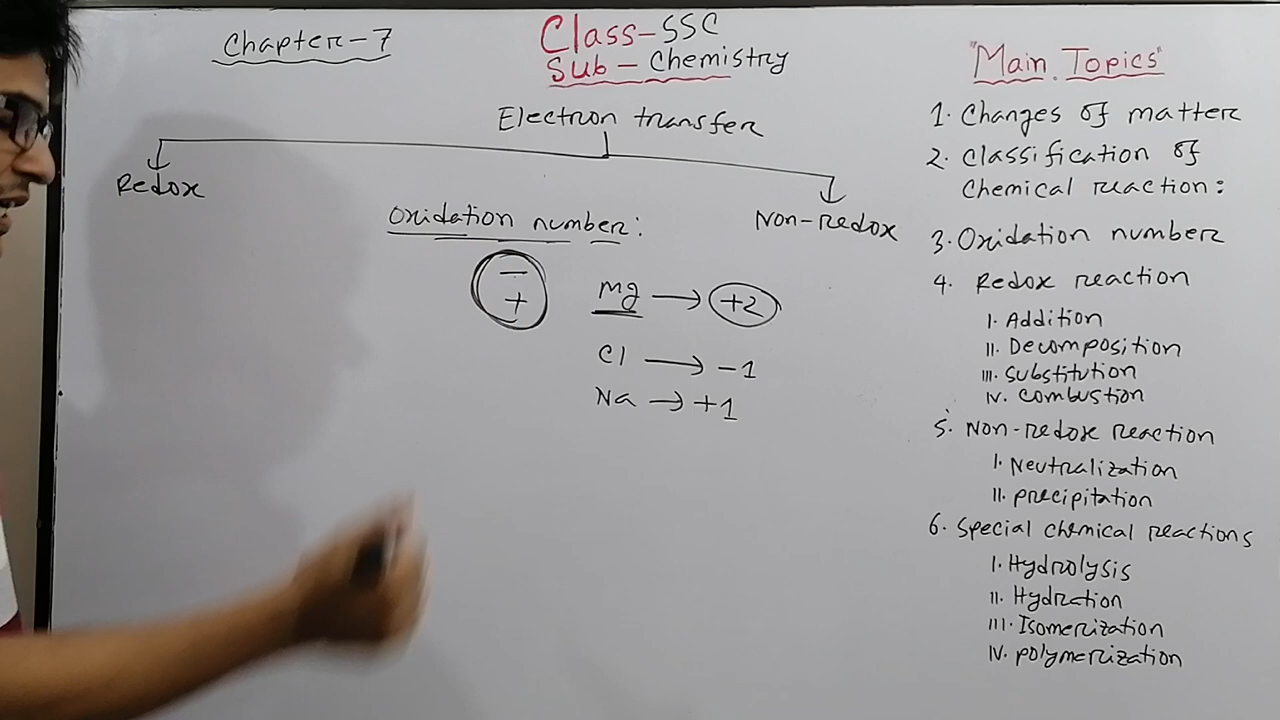 Chapter-7
Class-SSC
Sub-Chemistry
Electron transfer
Redox
Non-Redox
Oxidation number:
−
+
Mg → +2
Cl → -1
Na → +1
"Main Topics"
1. Changes of matter
2. Classification of
Chemical reaction:
3. Oxidation number
4. Redox reaction
I. Addition
II. Decomposition
III. Substitution
IV. Combustion
5. Non-redox reaction
I. Neutralization
II. Precipitation
6. Special chemical reactions
I. Hydrolysis
II. Hydration
III. Isomerization
IV. polymerization